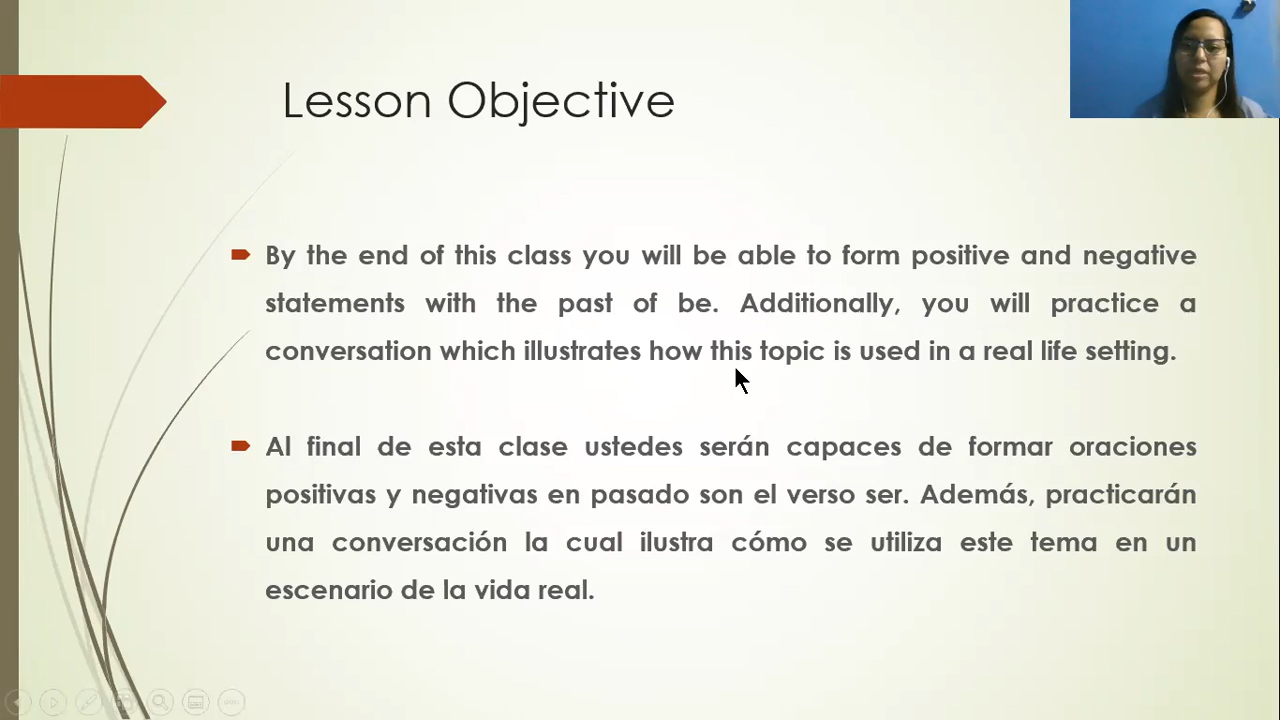 Lesson Objective
By the end of this class you will be able to form positive and negative
statements with the past of be. Additionally, you will practice a
conversation which illustrates how this topic is used in a real life setting.
Al final de esta clase ustedes serán capaces de formar oraciones
positivas y negativas en pasado son el verso ser. Además, practicarán
una conversación la cual ilustra cómo se utiliza este tema en un
escenario de la vida real.